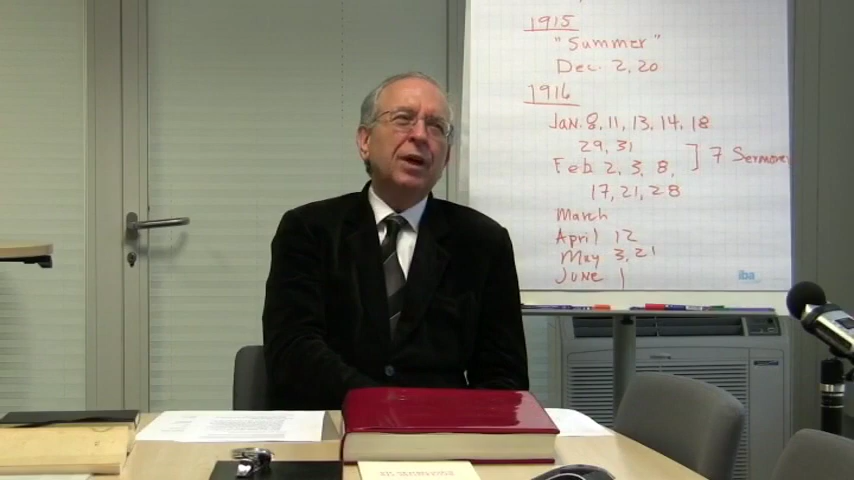 1915
"Summer"
Dec. 2, 20
1916
Jan. 8, 11, 13, 14, 18
29, 31
Feb 2, 3, 8,
] 7 Sermones
17, 21, 28
March
April 12
May 3, 21
June 1
iba